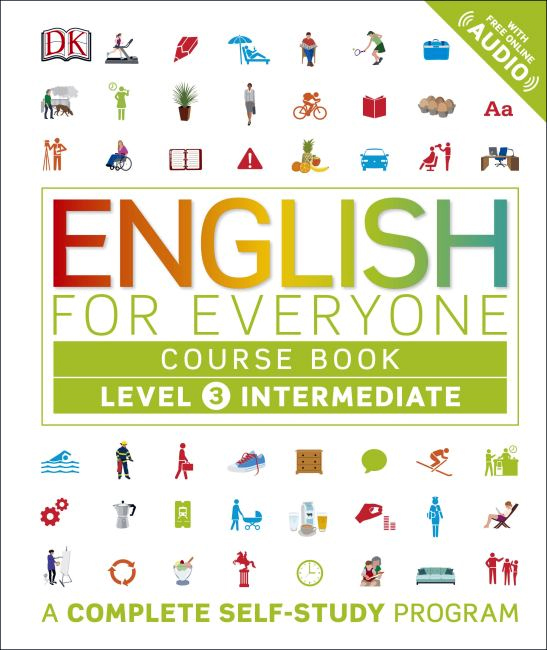 DK
WITH
FREE ONLINE
AUDIO
Aa
ENGLISH
FOR EVERYONE
COURSE BOOK
LEVEL 3 INTERMEDIATE
A COMPLETE SELF-STUDY PROGRAM